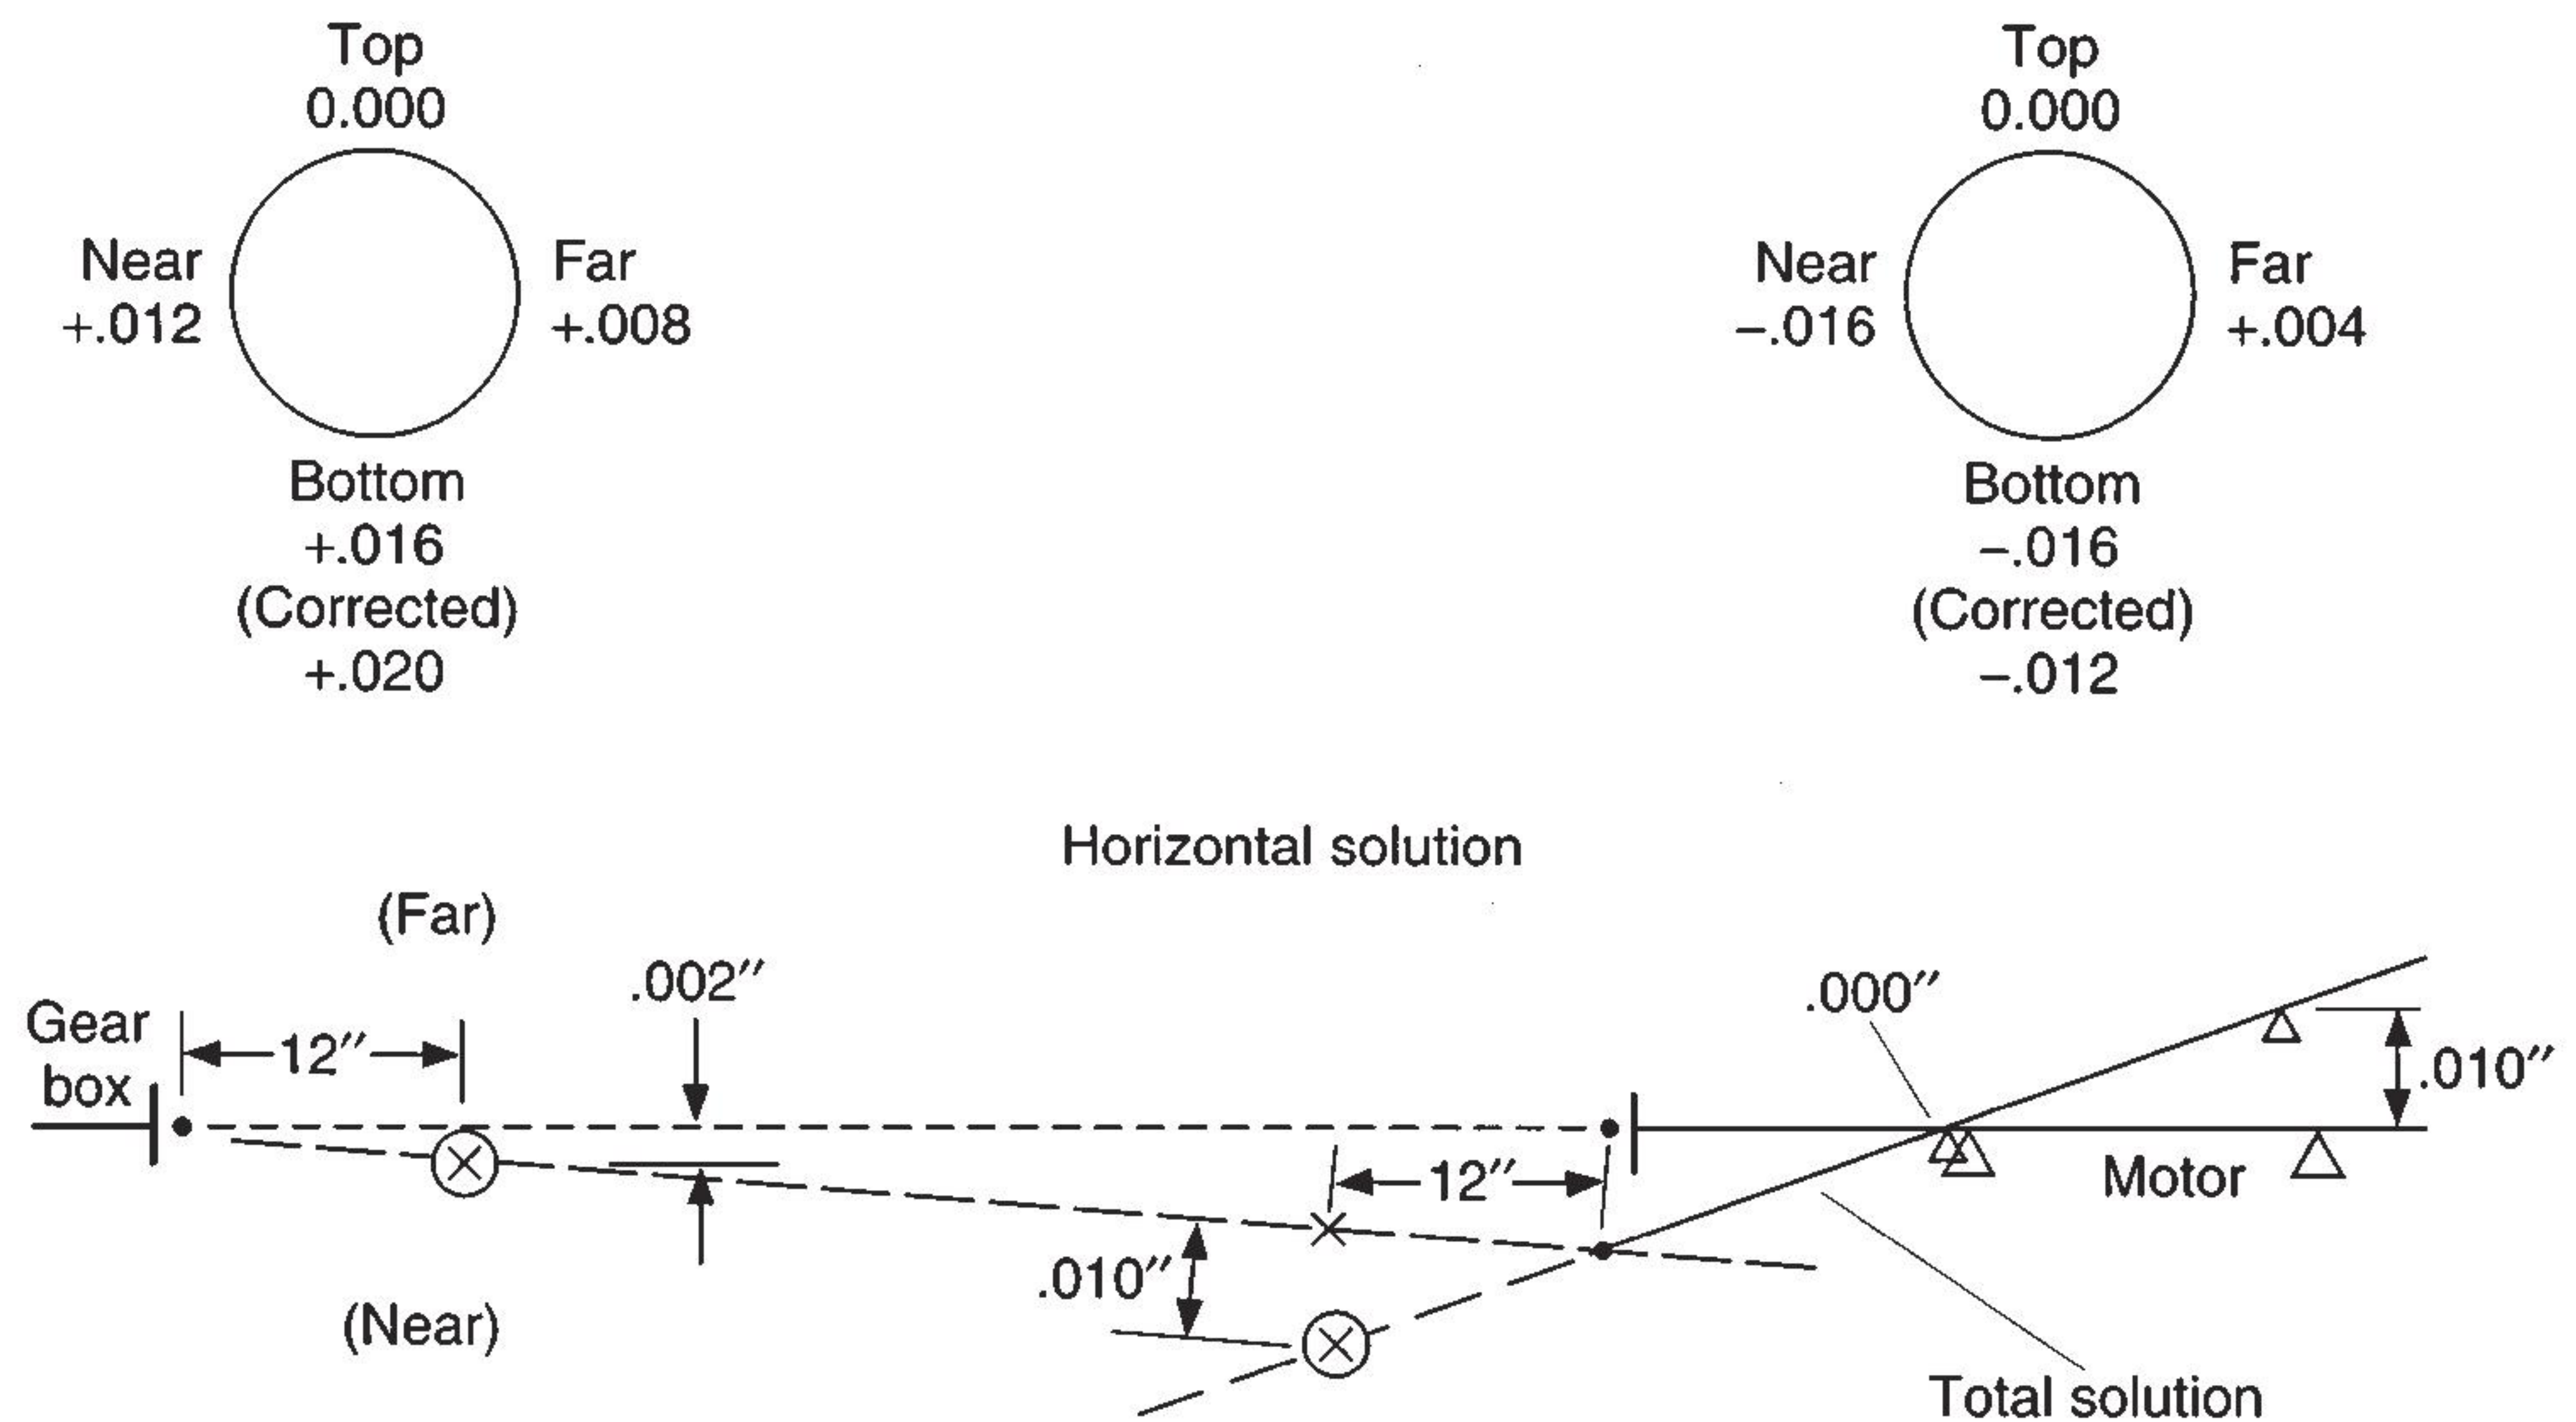 Top
0.000
Near
+.012
Far
+.008
Bottom
+.016
(Corrected)
+.020
Top
0.000
Near
–.016
Far
+.004
Bottom
–.016
(Corrected)
–.012
Horizontal solution
(Far)
.002″
.000″
Gear
box
12″
.010″
12″
Motor
.010″
(Near)
Total solution